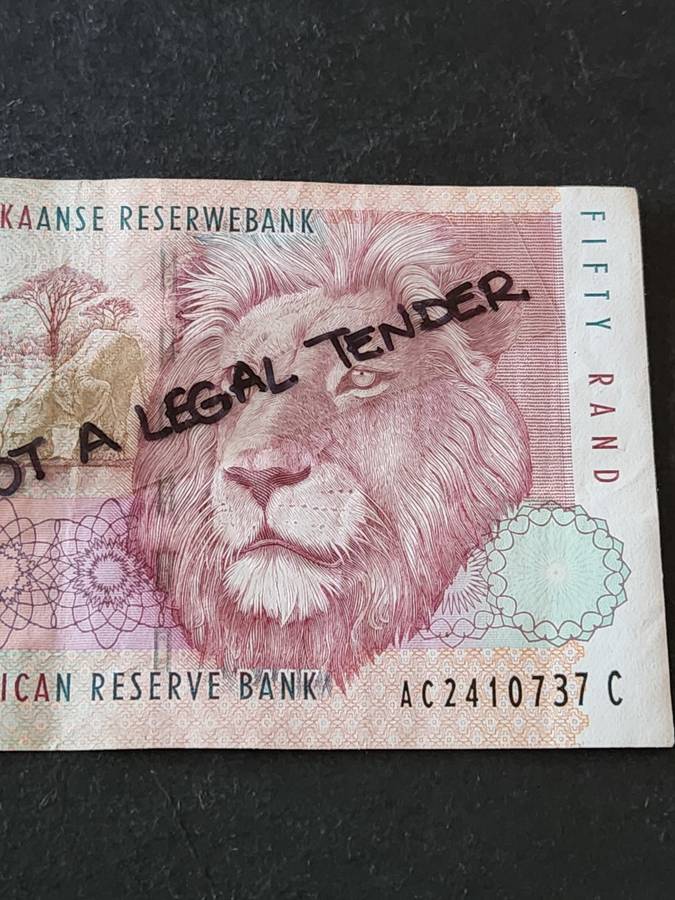 KAANSE RESERWEBANK
FIFTY RAND
OT A LEGAL TENDER.
ICAN RESERVE BANK
AC2410737 C